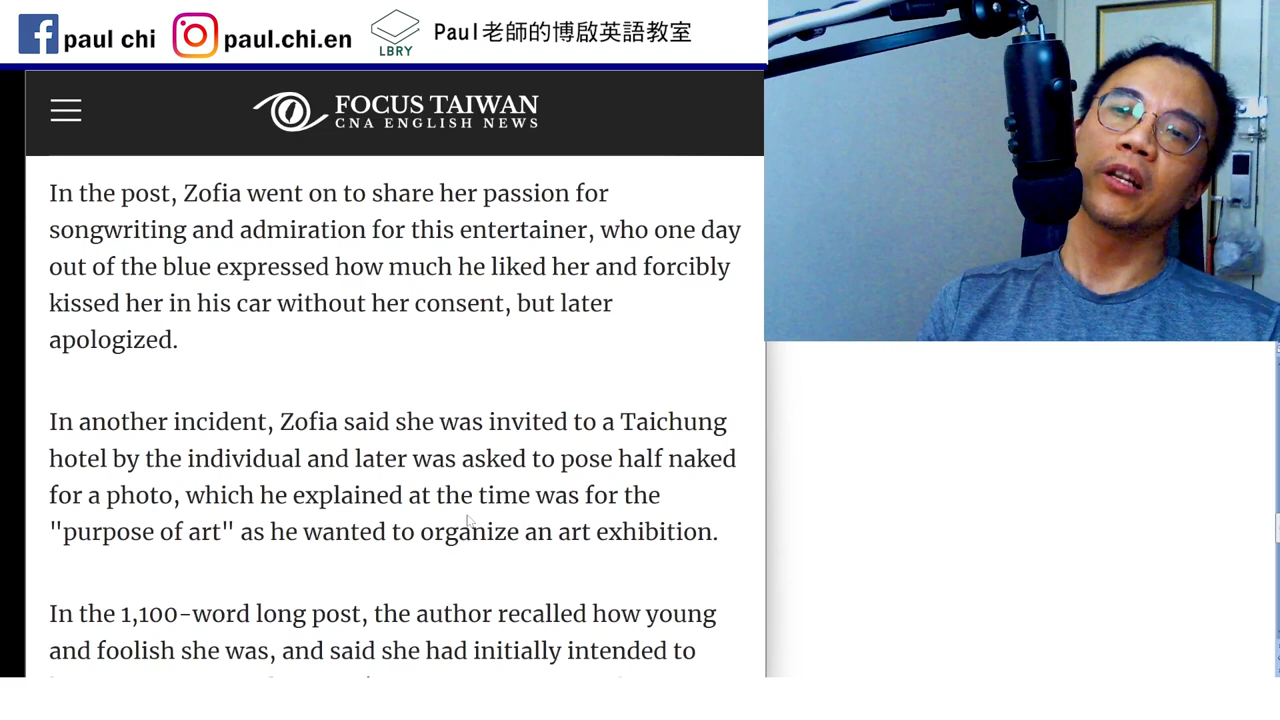 paul chi
paul.chi.en
LBRY
Paul老師的博啟英語教室
FOCUS TAIWAN
CNA ENGLISH NEWS
In the post, Zofia went on to share her passion for
songwriting and admiration for this entertainer, who one day
out of the blue expressed how much he liked her and forcibly
kissed her in his car without her consent, but later
apologized.
In another incident, Zofia said she was invited to a Taichung
hotel by the individual and later was asked to pose half naked
for a photo, which he explained at the time was for the
"purpose of art" as he wanted to organize an art exhibition.
In the 1,100-word long post, the author recalled how young
and foolish she was, and said she had initially intended to